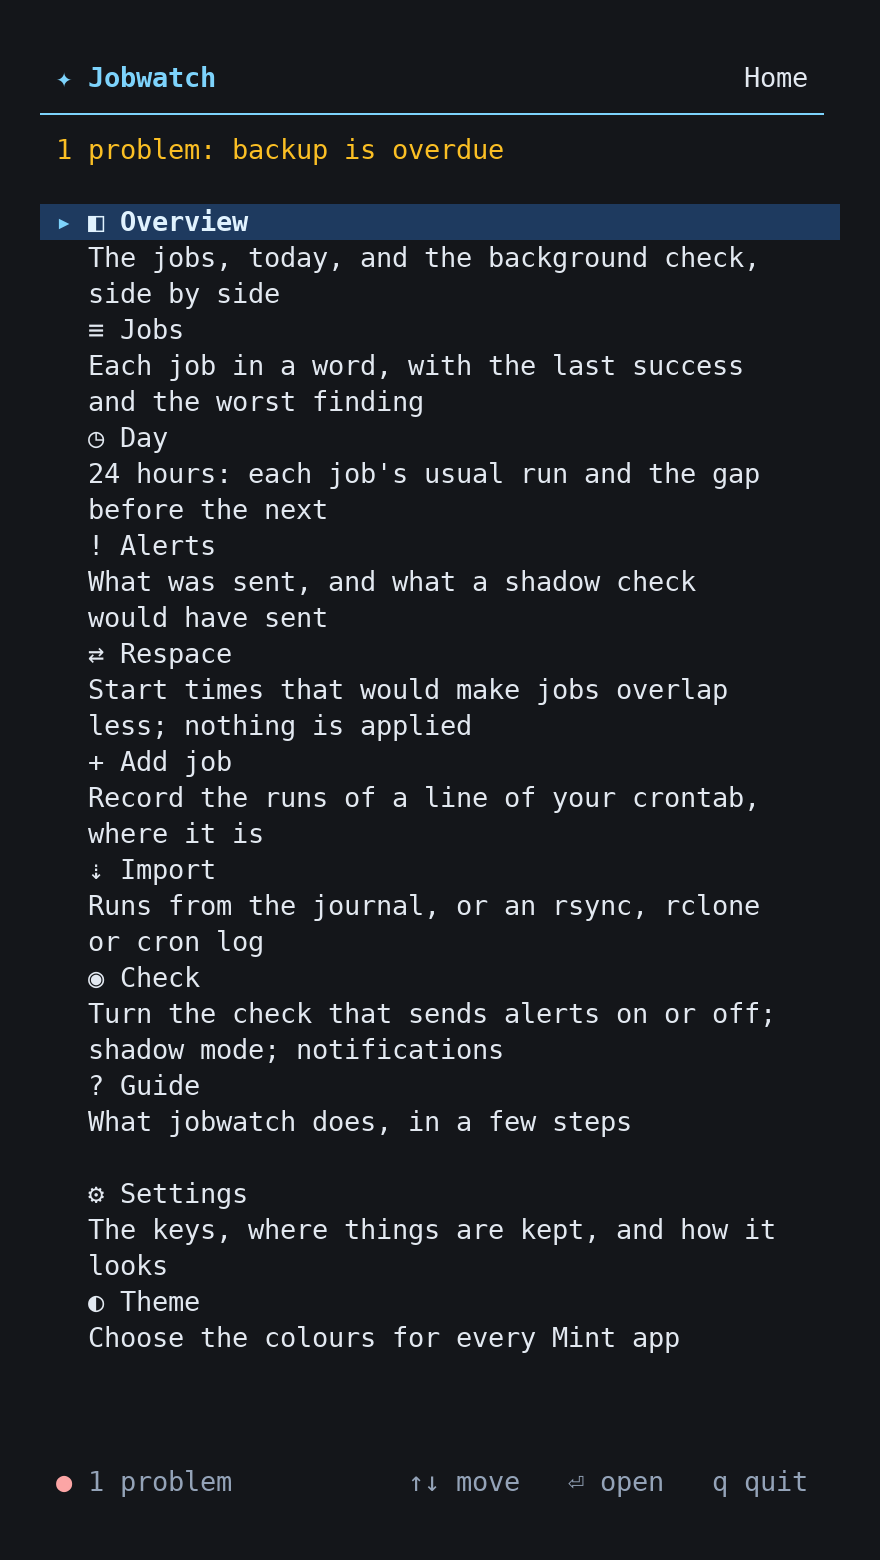 ✦ Jobwatch Home
1 problem: backup is overdue
▸ ◧ Overview
The jobs, today, and the background check,
side by side
≡ Jobs
Each job in a word, with the last success
and the worst finding
◷ Day
24 hours: each job's usual run and the gap
before the next
! Alerts
What was sent, and what a shadow check
would have sent
⇄ Respace
Start times that would make jobs overlap
less; nothing is applied
+ Add job
Record the runs of a line of your crontab,
where it is
⇣ Import
Runs from the journal, or an rsync, rclone
or cron log
◉ Check
Turn the check that sends alerts on or off;
shadow mode; notifications
? Guide
What jobwatch does, in a few steps
⚙ Settings
The keys, where things are kept, and how it
looks
◐ Theme
Choose the colours for every Mint app
● 1 problem ↑↓ move ⏎ open q quit